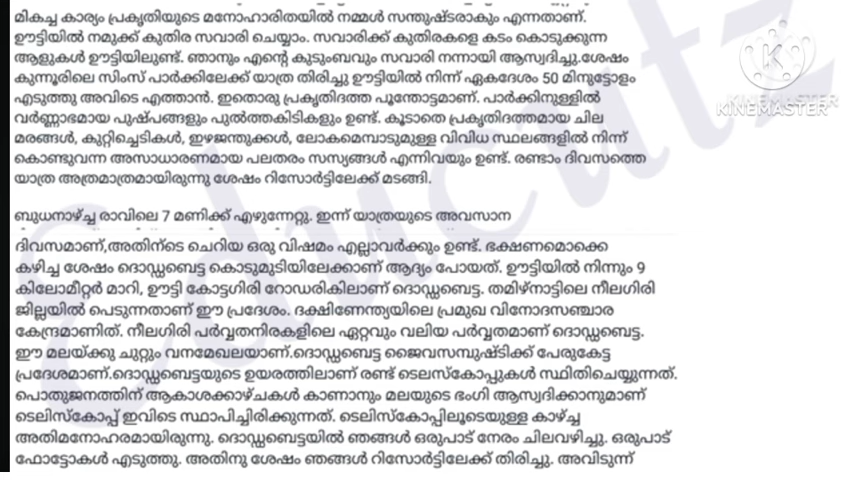 മികച്ച കാര്യം പ്രകൃതിയുടെ മനോഹാരിതയിൽ നമ്മൾ സന്തുഷ്ടരാകും എന്നതാണ്.
ഊട്ടിയിൽ നമുക്ക് കുതിര സവാരി ചെയ്യാം. സവാരിക്ക് കുതിരകളെ കടം കൊടുക്കുന്ന
ആളുകൾ ഊട്ടിയിലുണ്ട്. ഞാനും എന്റെ കുടുംബവും സവാരി നന്നായി ആസ്വദിച്ചു.ശേഷം
കുന്നൂരിലെ സിംസ് പാർക്കിലേക്ക് യാത്ര തിരിച്ചു ഊട്ടിയിൽ നിന്ന് ഏകദേശം 50 മിനുട്ടോളം
എടുത്തു അവിടെ എത്താൻ. ഇതൊരു പ്രകൃതിദത്ത പൂന്തോട്ടമാണ്. പാർക്കിനുള്ളിൽ
വർണ്ണാഭമായ പുഷ്പങ്ങളും പുൽത്തകിടികളും ഉണ്ട്. കൂടാതെ പ്രകൃതിദത്തമായ ചില
മരങ്ങൾ, കുറ്റിച്ചെടികൾ, ഇഴജന്തുക്കൾ, ലോകമെമ്പാടുമുള്ള വിവിധ സ്ഥലങ്ങളിൽ നിന്ന്
കൊണ്ടുവന്ന അസാധാരണമായ പലതരം സസ്യങ്ങൾ എന്നിവയും ഉണ്ട്. രണ്ടാം ദിവസത്തെ
യാത്ര അത്രമാത്രമായിരുന്നു ശേഷം റിസോർട്ടിലേക്ക് മടങ്ങി.
ബുധനാഴ്ച്ച രാവിലെ 7 മണിക്ക് എഴുന്നേറ്റു. ഇന്ന് യാത്രയുടെ അവസാന
ദിവസമാണ്,അതിന്ടെ ചെറിയ ഒരു വിഷമം എല്ലാവർക്കും ഉണ്ട്. ഭക്ഷണമൊക്കെ
കഴിച്ച ശേഷം ദൊഡ്ഡബെട്ട കൊടുമുടിയിലേക്കാണ് ആദ്യം പോയത്. ഊട്ടിയിൽ നിന്നും 9
കിലോമീറ്റർ മാറി, ഊട്ടി കോട്ടഗിരി റോഡരികിലാണ് ദൊഡ്ഡബെട്ട. തമിഴ്നാട്ടിലെ നീലഗിരി
ജില്ലയിൽ പെടുന്നതാണ് ഈ പ്രദേശം. ദക്ഷിണേന്ത്യയിലെ പ്രമുഖ വിനോദസഞ്ചാര
കേന്ദ്രമാണിത്. നീലഗിരി പർവ്വതനിരകളിലെ ഏറ്റവും വലിയ പർവ്വതമാണ് ദൊഡ്ഡബെട്ട.
ഈ മലയ്ക്കു ചുറ്റും വനമേഖലയാണ്.ദൊഡ്ഡബെട്ട ജൈവസമ്പുഷ്ടിക്ക് പേരുകേട്ട
പ്രദേശമാണ്.ദൊഡ്ഡബെട്ടയുടെ ഉയരത്തിലാണ് രണ്ട് ടെലസ്കോപ്പുകൾ സ്ഥിതിചെയ്യുന്നത്.
പൊതുജനത്തിന് ആകാശക്കാഴ്ചകൾ കാണാനും മലയുടെ ഭംഗി ആസ്വദിക്കാനുമാണ്
ടെലിസ്കോപ്പ് ഇവിടെ സ്ഥാപിച്ചിരിക്കുന്നത്. ടെലിസ്കോപ്പിലൂടെയുള്ള കാഴ്ച്ച
അതിമനോഹരമായിരുന്നു. ദൊഡ്ഡബെട്ടയിൽ ഞങ്ങൾ ഒരുപാട് നേരം ചിലവഴിച്ചു. ഒരുപാട്
ഫോട്ടോകൾ എടുത്തു. അതിനു ശേഷം ഞങ്ങൾ റിസോർട്ടിലേക്ക് തിരിച്ചു. അവിടുന്ന്
Educutz
K
KINEMASTER
KINEMASTER